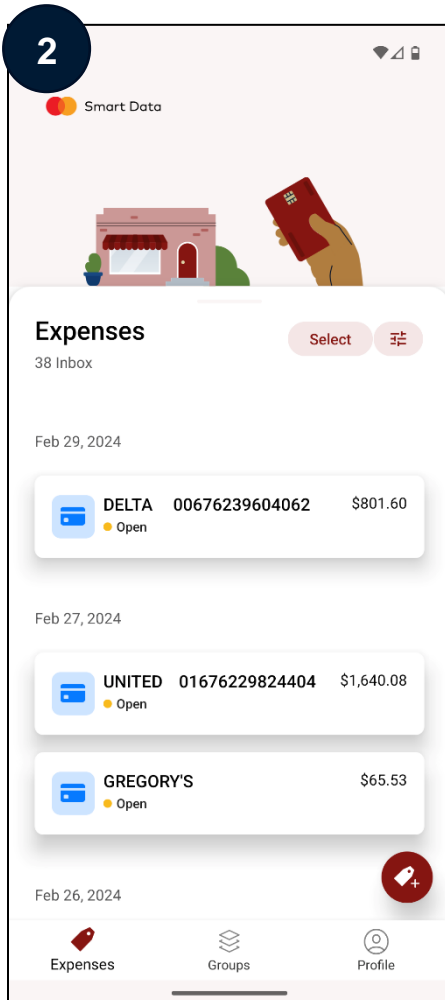 2
Smart Data
Expenses
Select
38 Inbox
Feb 29, 2024
DELTA 00676239604062 $801.60
Open
Feb 27, 2024
UNITED 01676229824404 $1,640.08
Open
GREGORY'S $65.53
Open
Feb 26, 2024
Expenses Groups Profile